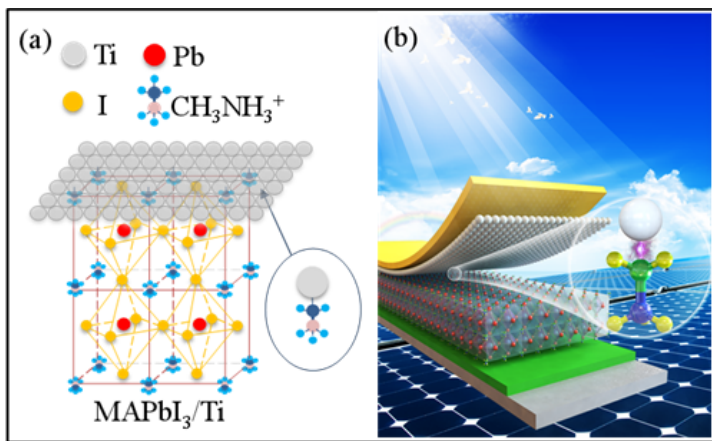 (a)
Ti Pb
I CH₃NH₃⁺
MAPbI₃/Ti
(b)